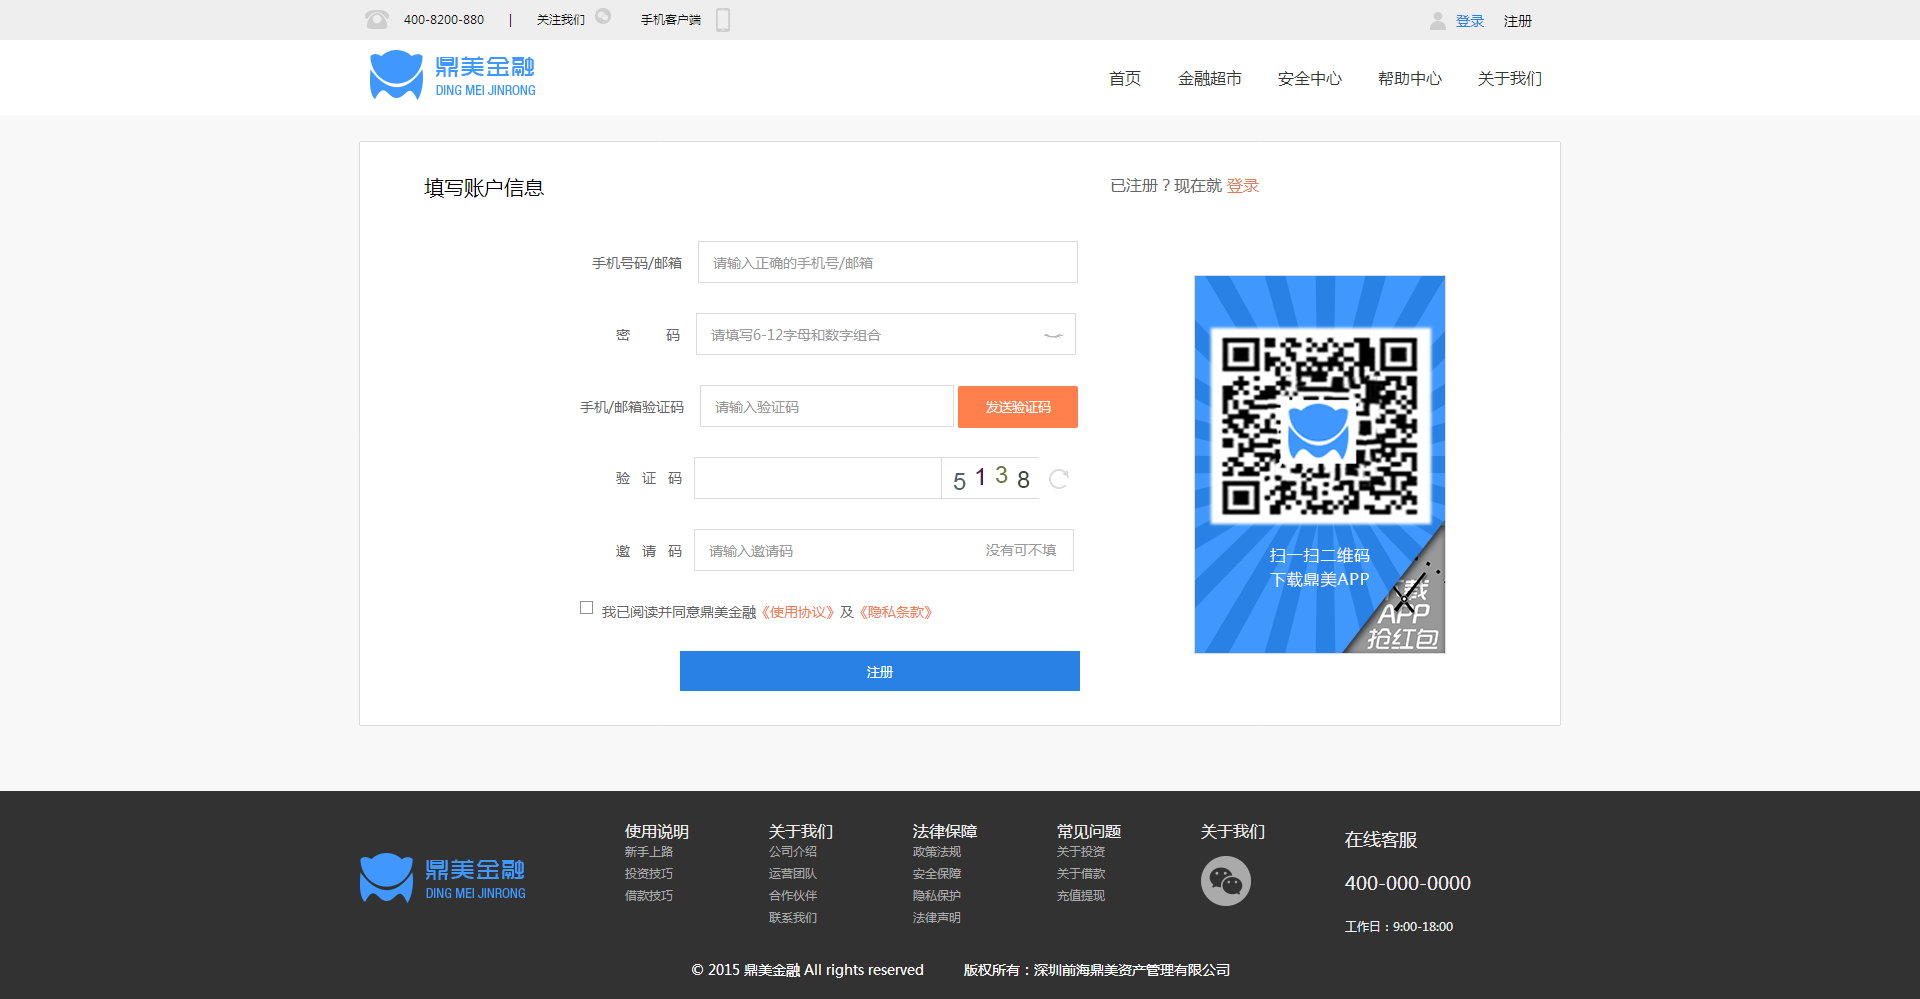 400-8200-880 | 关注我们 手机客户端 登录 注册
鼎美金融
DING MEI JINRONG
首页 金融超市 安全中心 帮助中心 关于我们
填写账户信息
已注册？现在就 登录
手机号码/邮箱 请输入正确的手机号/邮箱
密 码 请填写6-12字母和数字组合
手机/邮箱验证码 请输入验证码 发送验证码
验 证 码 5 1 3 8
邀 请 码 请输入邀请码 没有可不填
我已阅读并同意鼎美金融《使用协议》及《隐私条款》
注册
扫一扫二维码
下载鼎美APP
载
APP
抢红包
鼎美金融
DING MEI JINRONG
使用说明
新手上路
投资技巧
借款技巧
关于我们
公司介绍
运营团队
合作伙伴
联系我们
法律保障
政策法规
安全保障
隐私保护
法律声明
常见问题
关于投资
关于借款
充值提现
关于我们
在线客服
400-000-0000
工作日：9:00-18:00
© 2015 鼎美金融 All rights reserved 版权所有：深圳前海鼎美资产管理有限公司